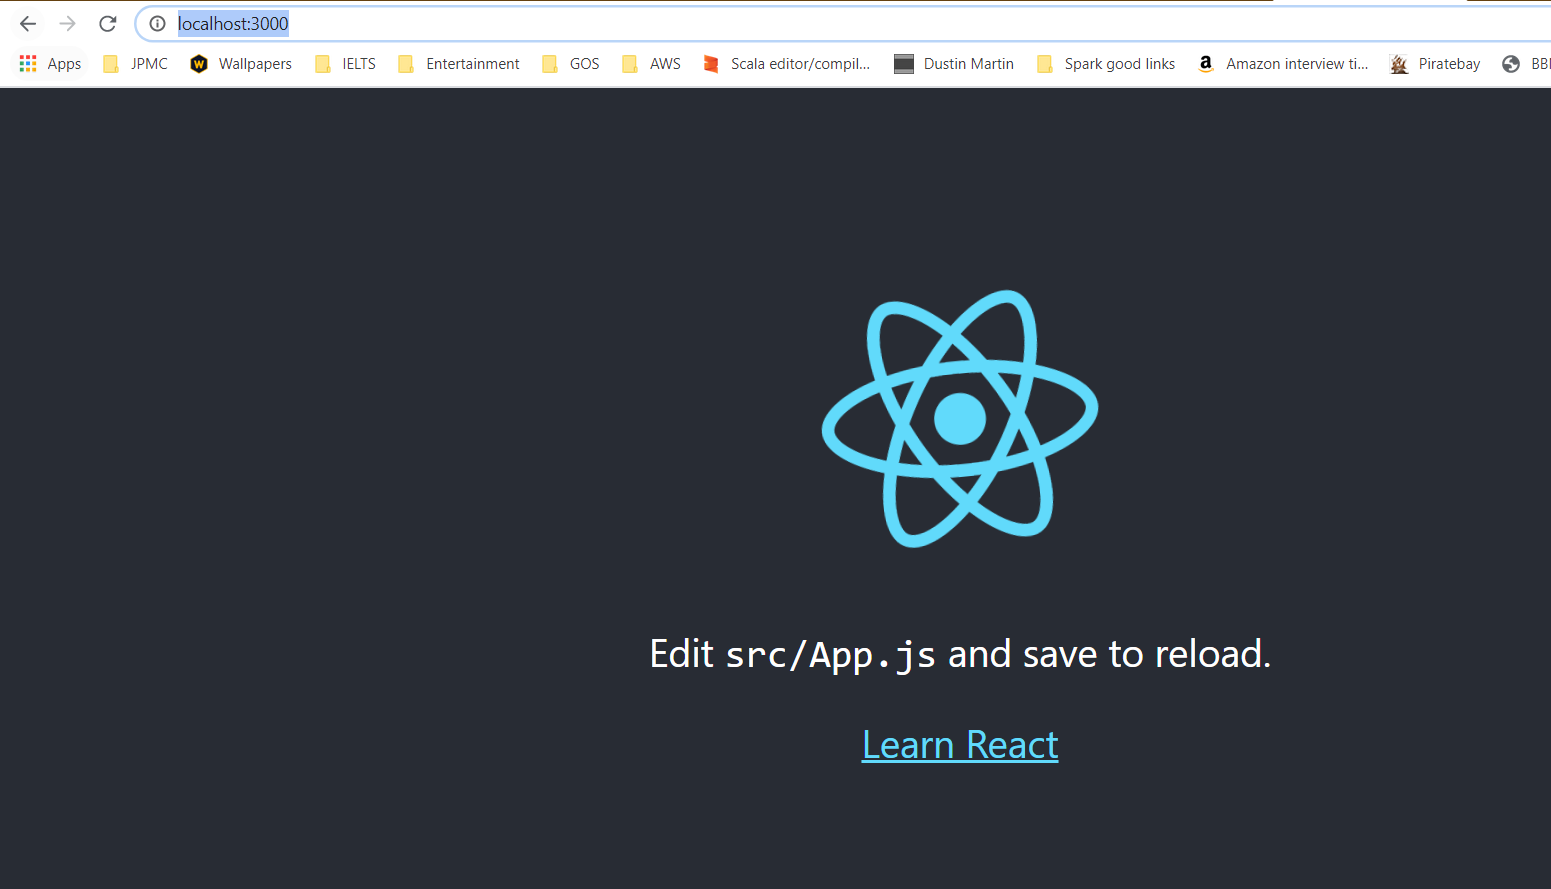 localhost:3000
Apps JPMC Wallpapers IELTS Entertainment GOS AWS Scala editor/compil... Dustin Martin Spark good links Amazon interview ti... Piratebay
Edit src/App.js and save to reload.
Learn React